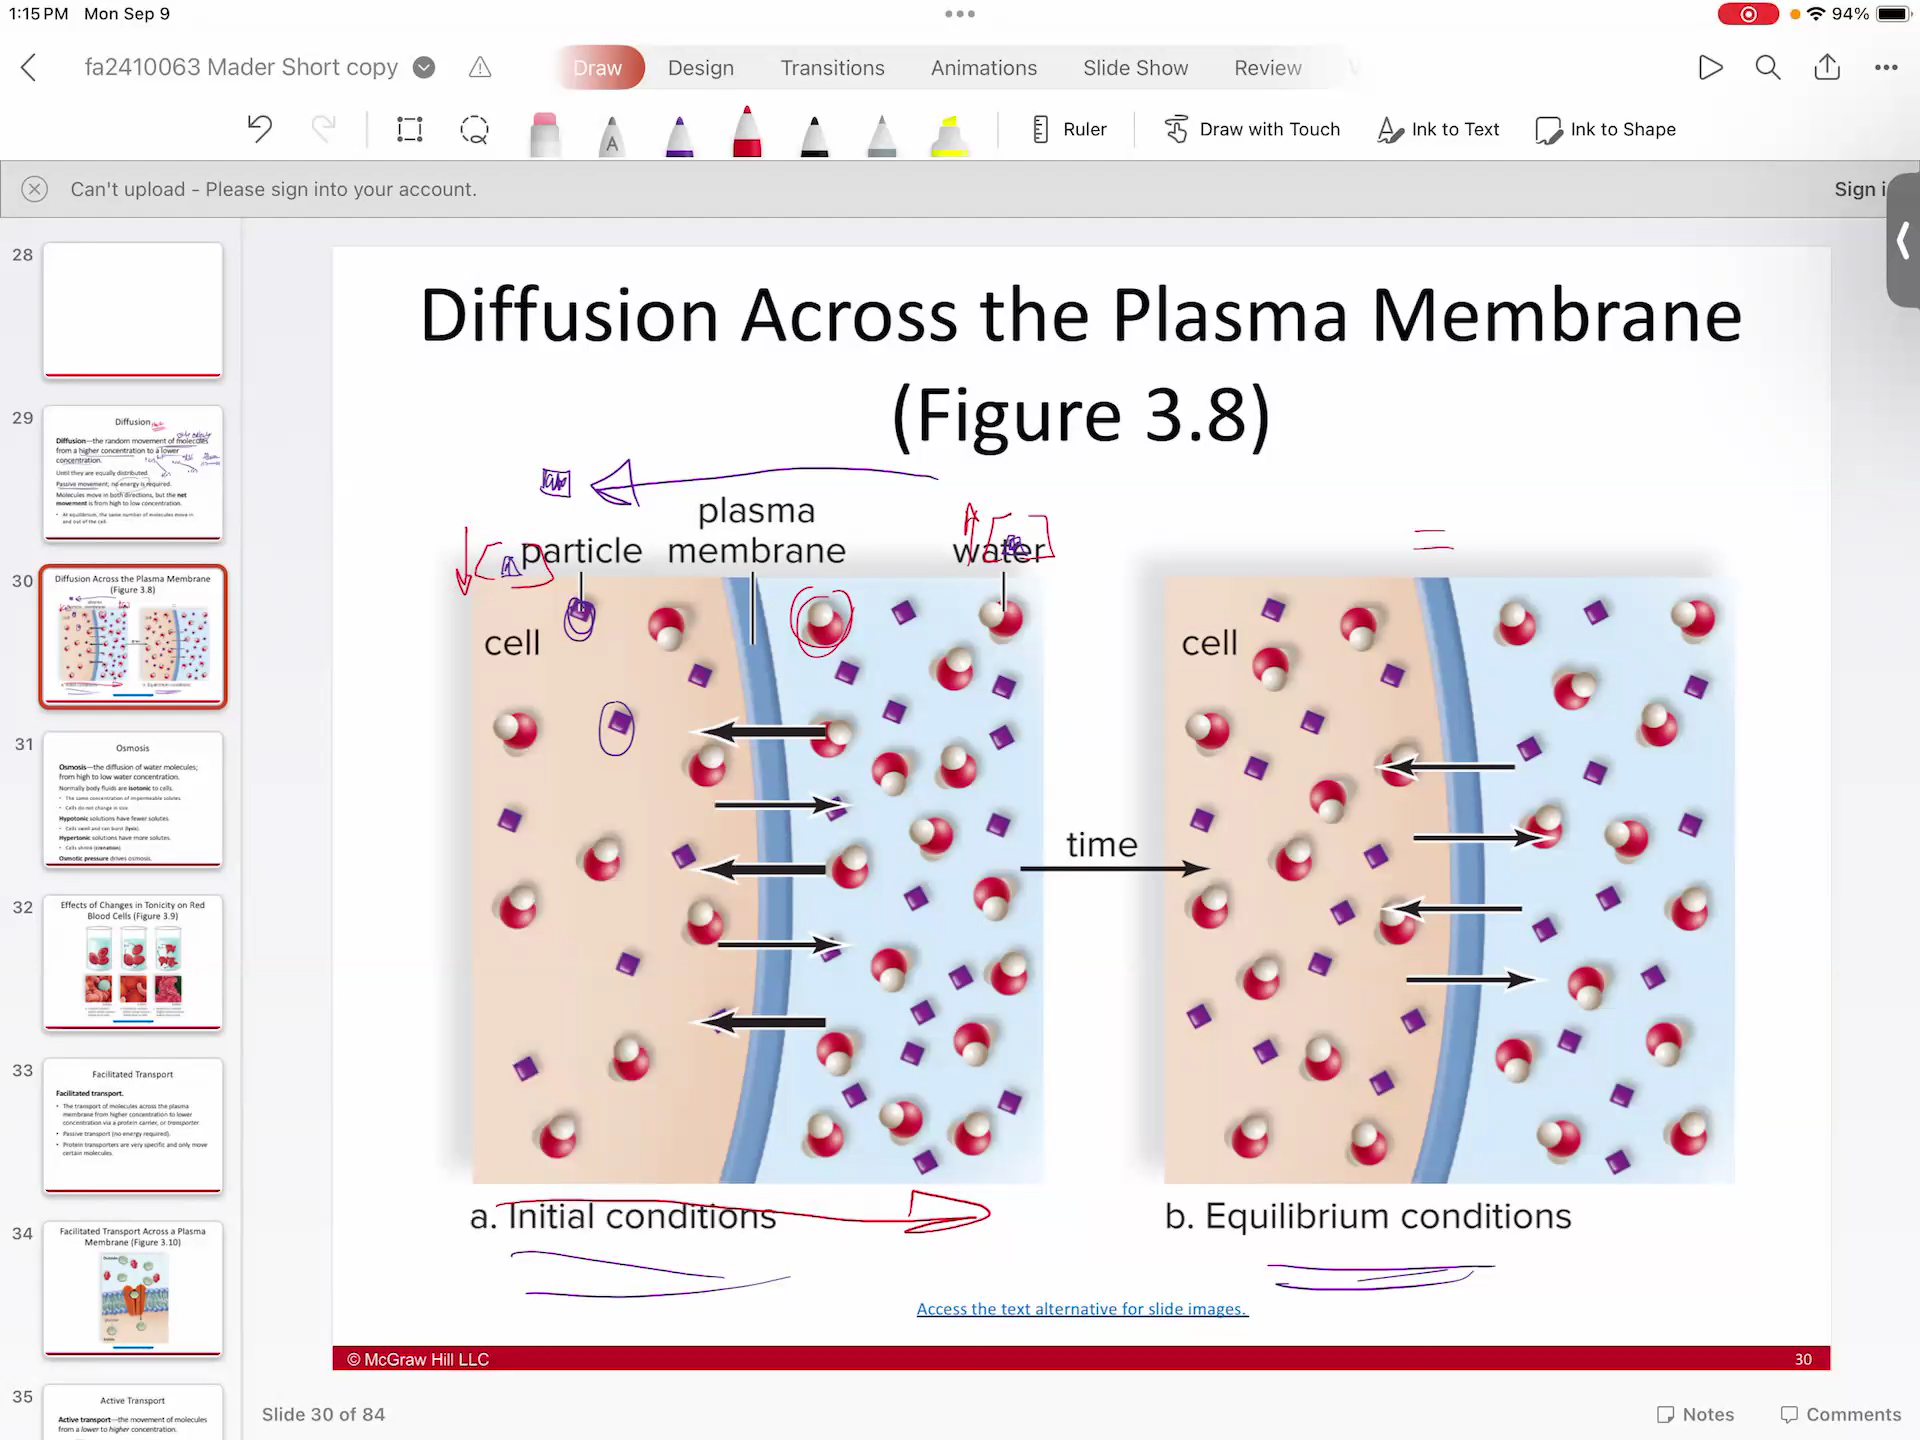 1:15 PM Mon Sep 9
94%
fa2410063 Mader Short copy
Draw Design Transitions Animations Slide Show Review
A Ruler Draw with Touch Ink to Text Ink to Shape
Can't upload - Please sign into your account.
Sign i
28
29
Diffusion
Diffusion—the random movement of molecules
from a higher concentration to a lower
concentration.
Until they are equally distributed.
Passive movement; no energy is required.
Molecules move in both directions, but the net
movement is from high to low concentration.
• At equilibrium, the same number of molecules move in
and out of the cell.
30
Diffusion Across the Plasma Membrane
(Figure 3.8)
31
Osmosis
Osmosis—the diffusion of water molecules;
from high to low water concentration.
Normally body fluids are isotonic to cells.
• The same concentration of impermeable solutes.
• Cells do not change in size.
Hypotonic solutions have fewer solutes.
• Cells swell and can burst (lysis).
Hypertonic solutions have more solutes.
• Cells shrink (crenation)
Osmotic pressure drives osmosis.
32
Effects of Changes in Tonicity on Red
Blood Cells (Figure 3.9)
33
Facilitated Transport
Facilitated transport.
• The transport of molecules across the plasma
membrane from higher concentration to lower
concentration via a protein carrier, or transporter
• Passive transport (no energy required).
• Protein transporters are very specific and only move
certain molecules.
34
Facilitated Transport Across a Plasma
Membrane (Figure 3.10)
35
Active Transport
Active transport—the movement of molecules
from a lower to higher concentration.
Diffusion Across the Plasma Membrane
(Figure 3.8)
plasma
particle membrane water
=
cell
cell
time
a. Initial conditions
b. Equilibrium conditions
Access the text alternative for slide images.
© McGraw Hill LLC
30
Slide 30 of 84
Notes Comments